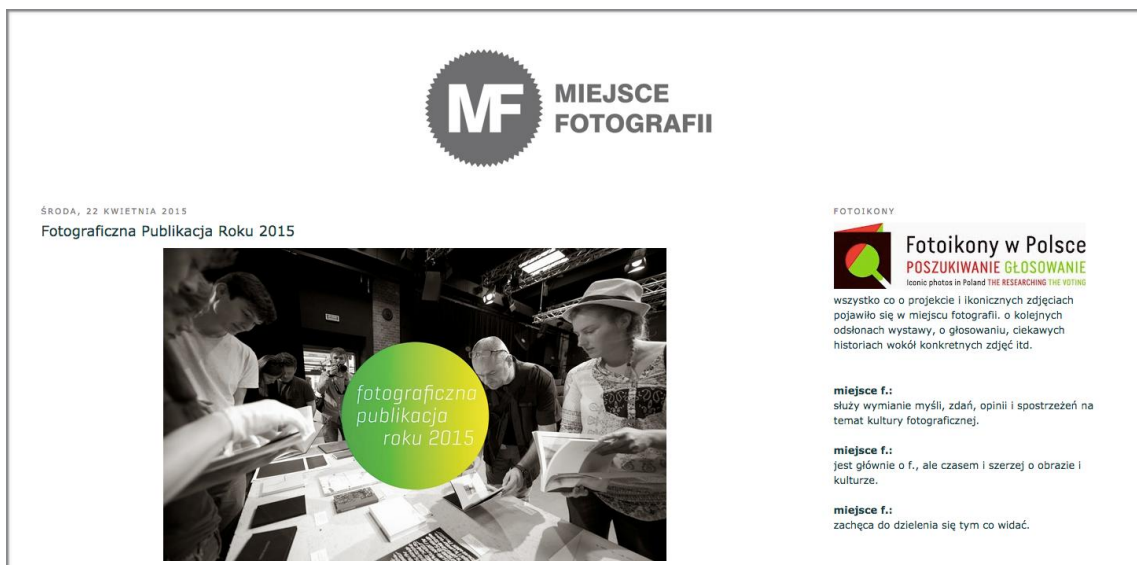 MF
MIEJSCE
FOTOGRAFII
ŚRODA, 22 KWIETNIA 2015
Fotograficzna Publikacja Roku 2015
fotograficzna
publikacja
roku 2015
FOTOIKONY
Fotoikony w Polsce
POSZUKIWANIE GŁOSOWANIE
Iconic photos in Poland THE RESEARCHING THE VOTING
wszystko co o projekcie i ikonicznych zdjęciach
pojawiło się w miejscu fotografii. o kolejnych
odsłonach wystawy, o głosowaniu, ciekawych
historiach wokół konkretnych zdjęć itd.
miejsce f.:
służy wymianie myśli, zdań, opinii i spostrzeżeń na
temat kultury fotograficznej.
miejsce f.:
jest głównie o f., ale czasem i szerzej o obrazie i
kulturze.
miejsce f.:
zachęca do dzielenia się tym co widać.